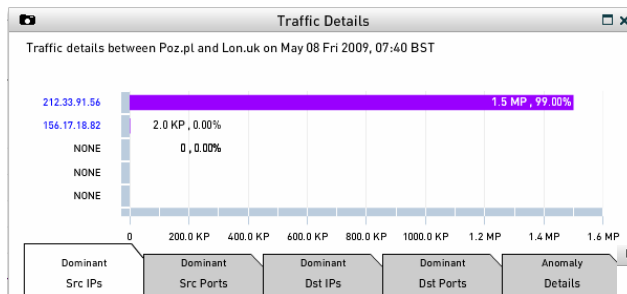 Traffic Details
Traffic details between Poz.pl and Lon.uk on May 08 Fri 2009, 07:40 BST
212.33.91.56 1.5 MP , 99.00%
156.17.18.82 2.0 KP , 0.00%
NONE 0 , 0.00%
NONE
NONE
0 200.0 KP 400.0 KP 600.0 KP 800.0 KP 1000.0 KP 1.2 MP 1.4 MP 1.6 MP
Dominant Dominant Dominant Dominant Anomaly
Src IPs Src Ports Dst IPs Dst Ports Details